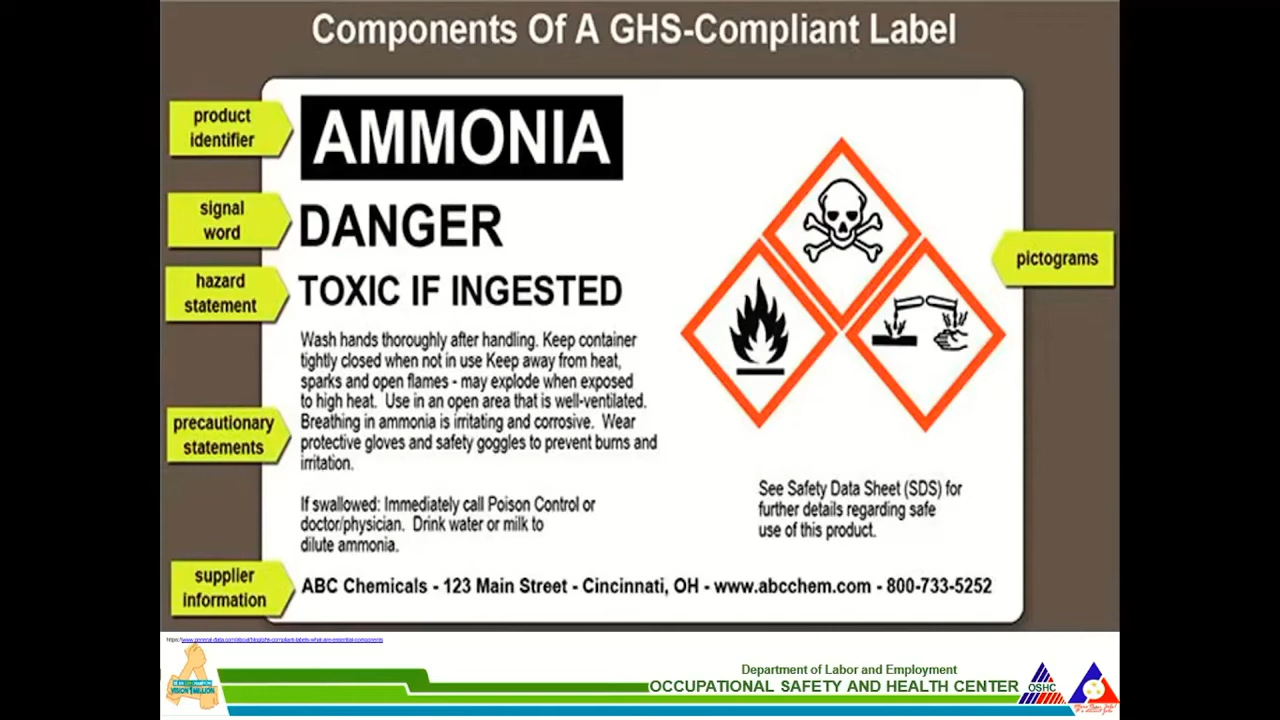 Components Of A GHS-Compliant Label
product
identifier
AMMONIA
signal
word
DANGER
hazard
statement
TOXIC IF INGESTED
pictograms
precautionary
statements
Wash hands thoroughly after handling. Keep container
tightly closed when not in use Keep away from heat,
sparks and open flames - may explode when exposed
to high heat. Use in an open area that is well-ventilated.
Breathing in ammonia is irritating and corrosive. Wear
protective gloves and safety goggles to prevent burns and
irritation.
If swallowed: Immediately call Poison Control or
doctor/physician. Drink water or milk to
dilute ammonia.
See Safety Data Sheet (SDS) for
further details regarding safe
use of this product.
supplier
information
ABC Chemicals - 123 Main Street - Cincinnati, OH - www.abcchem.com - 800-733-5252
VISION 1 MILLION
Department of Labor and Employment
OCCUPATIONAL SAFETY AND HEALTH CENTER
OSHC